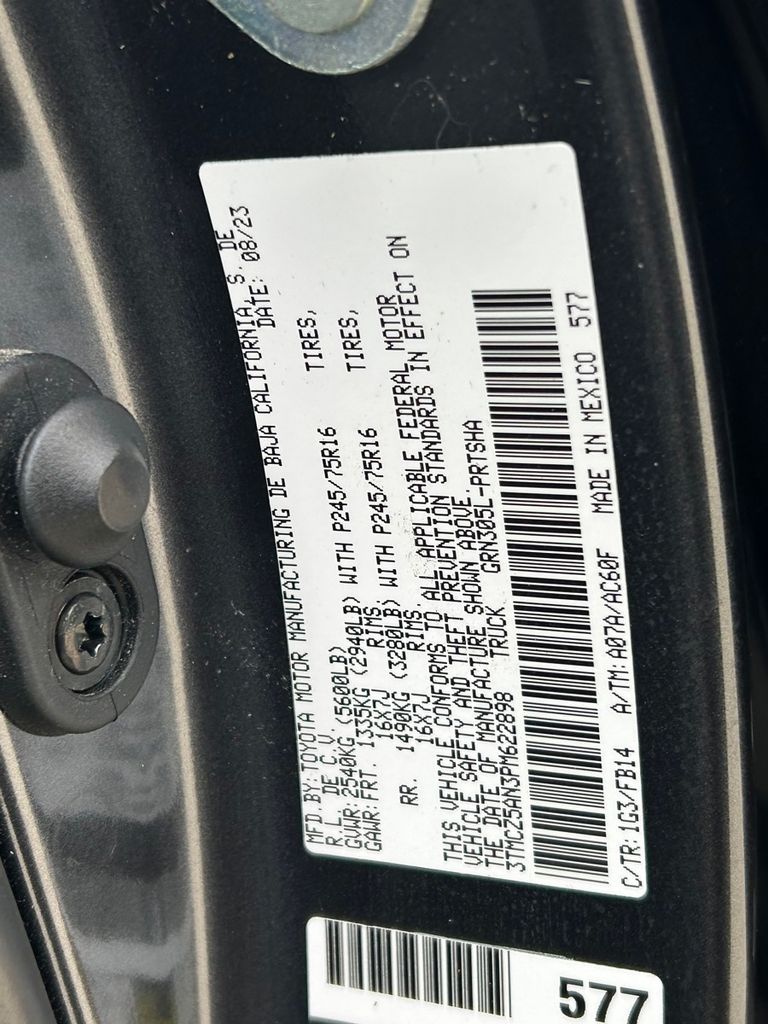 MFD BY:TOYOTA MOTOR MANUFACTURING DE BAJA CALIFORNIA, S. DE
R.L. DE C.V. DATE: 08/23
GVWR:2540KG (5600LB)
GAWR:FRT. 1335KG (2940LB) WITH P245/75R16 TIRES,
16X7J RIMS.
RR. 1490KG (3280LB) WITH P245/75R16 TIRES,
16X7J RIMS.
THIS VEHICLE CONFORMS TO ALL APPLICABLE FEDERAL MOTOR
VEHICLE SAFETY AND THEFT PREVENTION STANDARDS IN EFFECT ON
THE DATE OF MANUFACTURE SHOWN ABOVE.
3TMCZ5AN3PM622898 TRUCK GRN305L-PRTSHA
C/TR:1G3/FB14 A/TM:A07A/AC60F MADE IN MEXICO 577
577